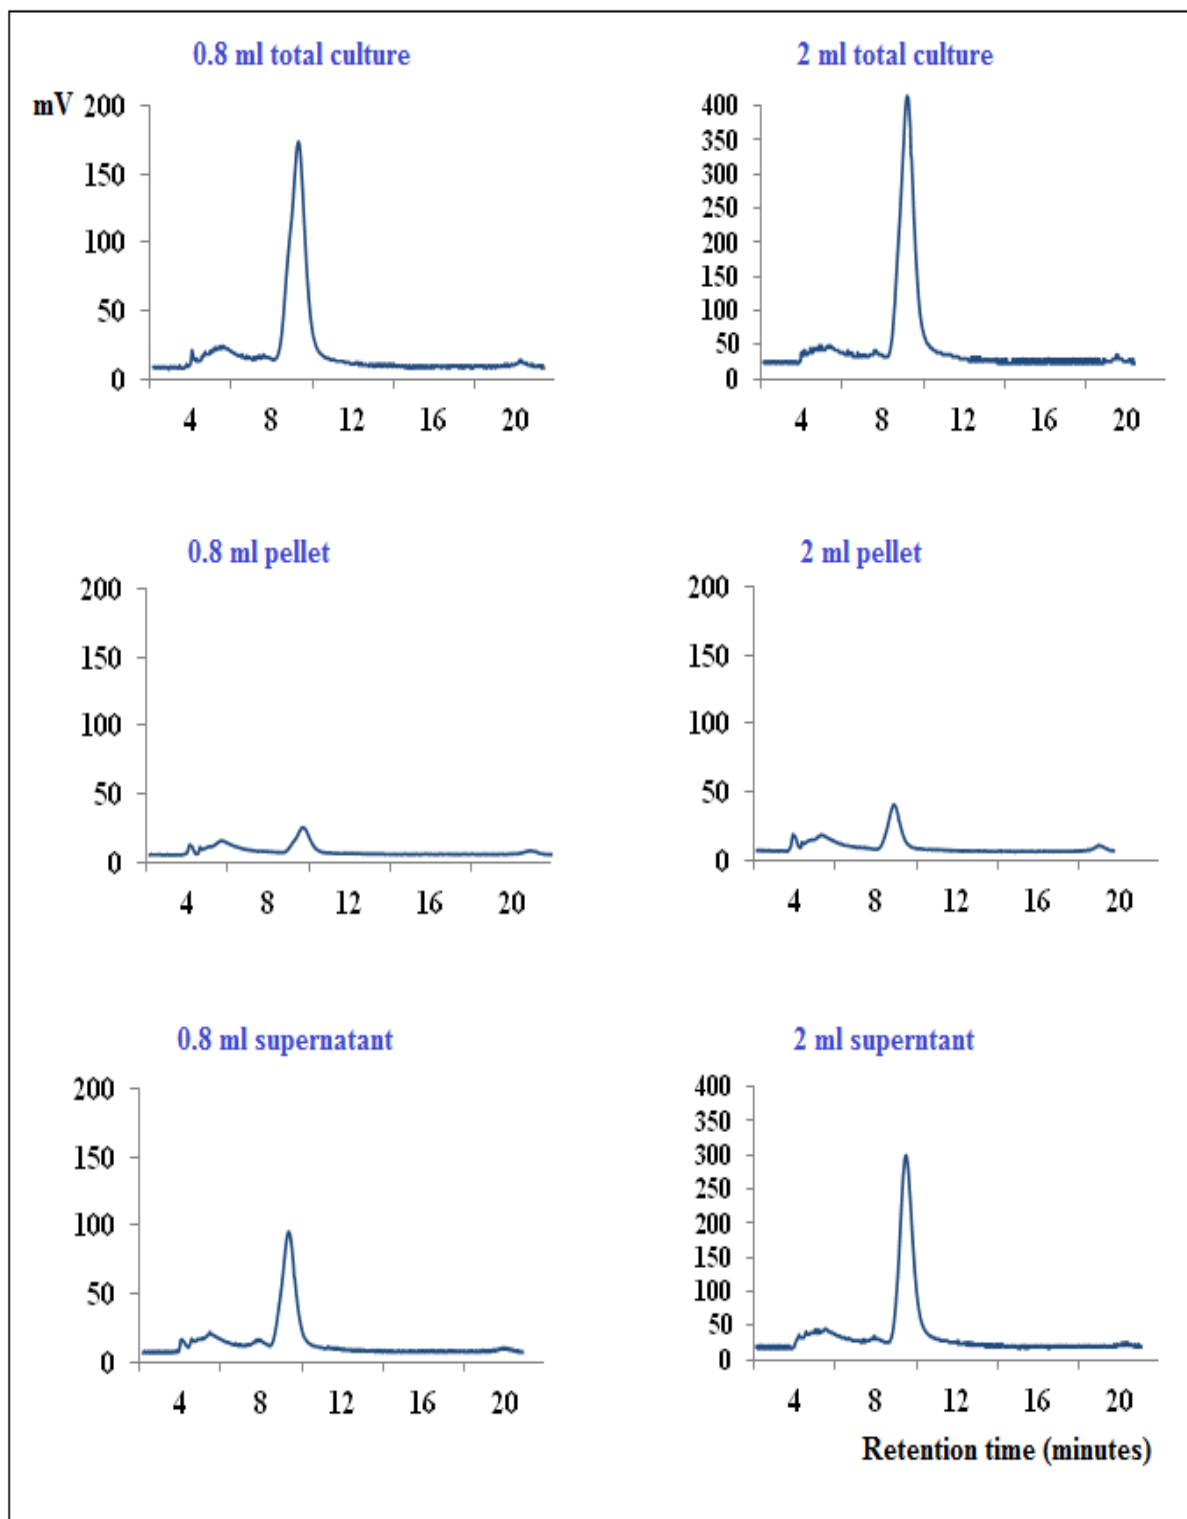 0.8 ml total culture
2 ml total culture
mV
200
150
100
50
0
4 8 12 16 20
400
350
300
250
200
150
100
50
0
4 8 12 16 20
0.8 ml pellet
2 ml pellet
200
150
100
50
0
4 8 12 16 20
200
150
100
50
0
4 8 12 16 20
0.8 ml supernatant
2 ml superntant
200
150
100
50
0
4 8 12 16 20
400
350
300
250
200
150
100
50
0
4 8 12 16 20
Retention time (minutes)